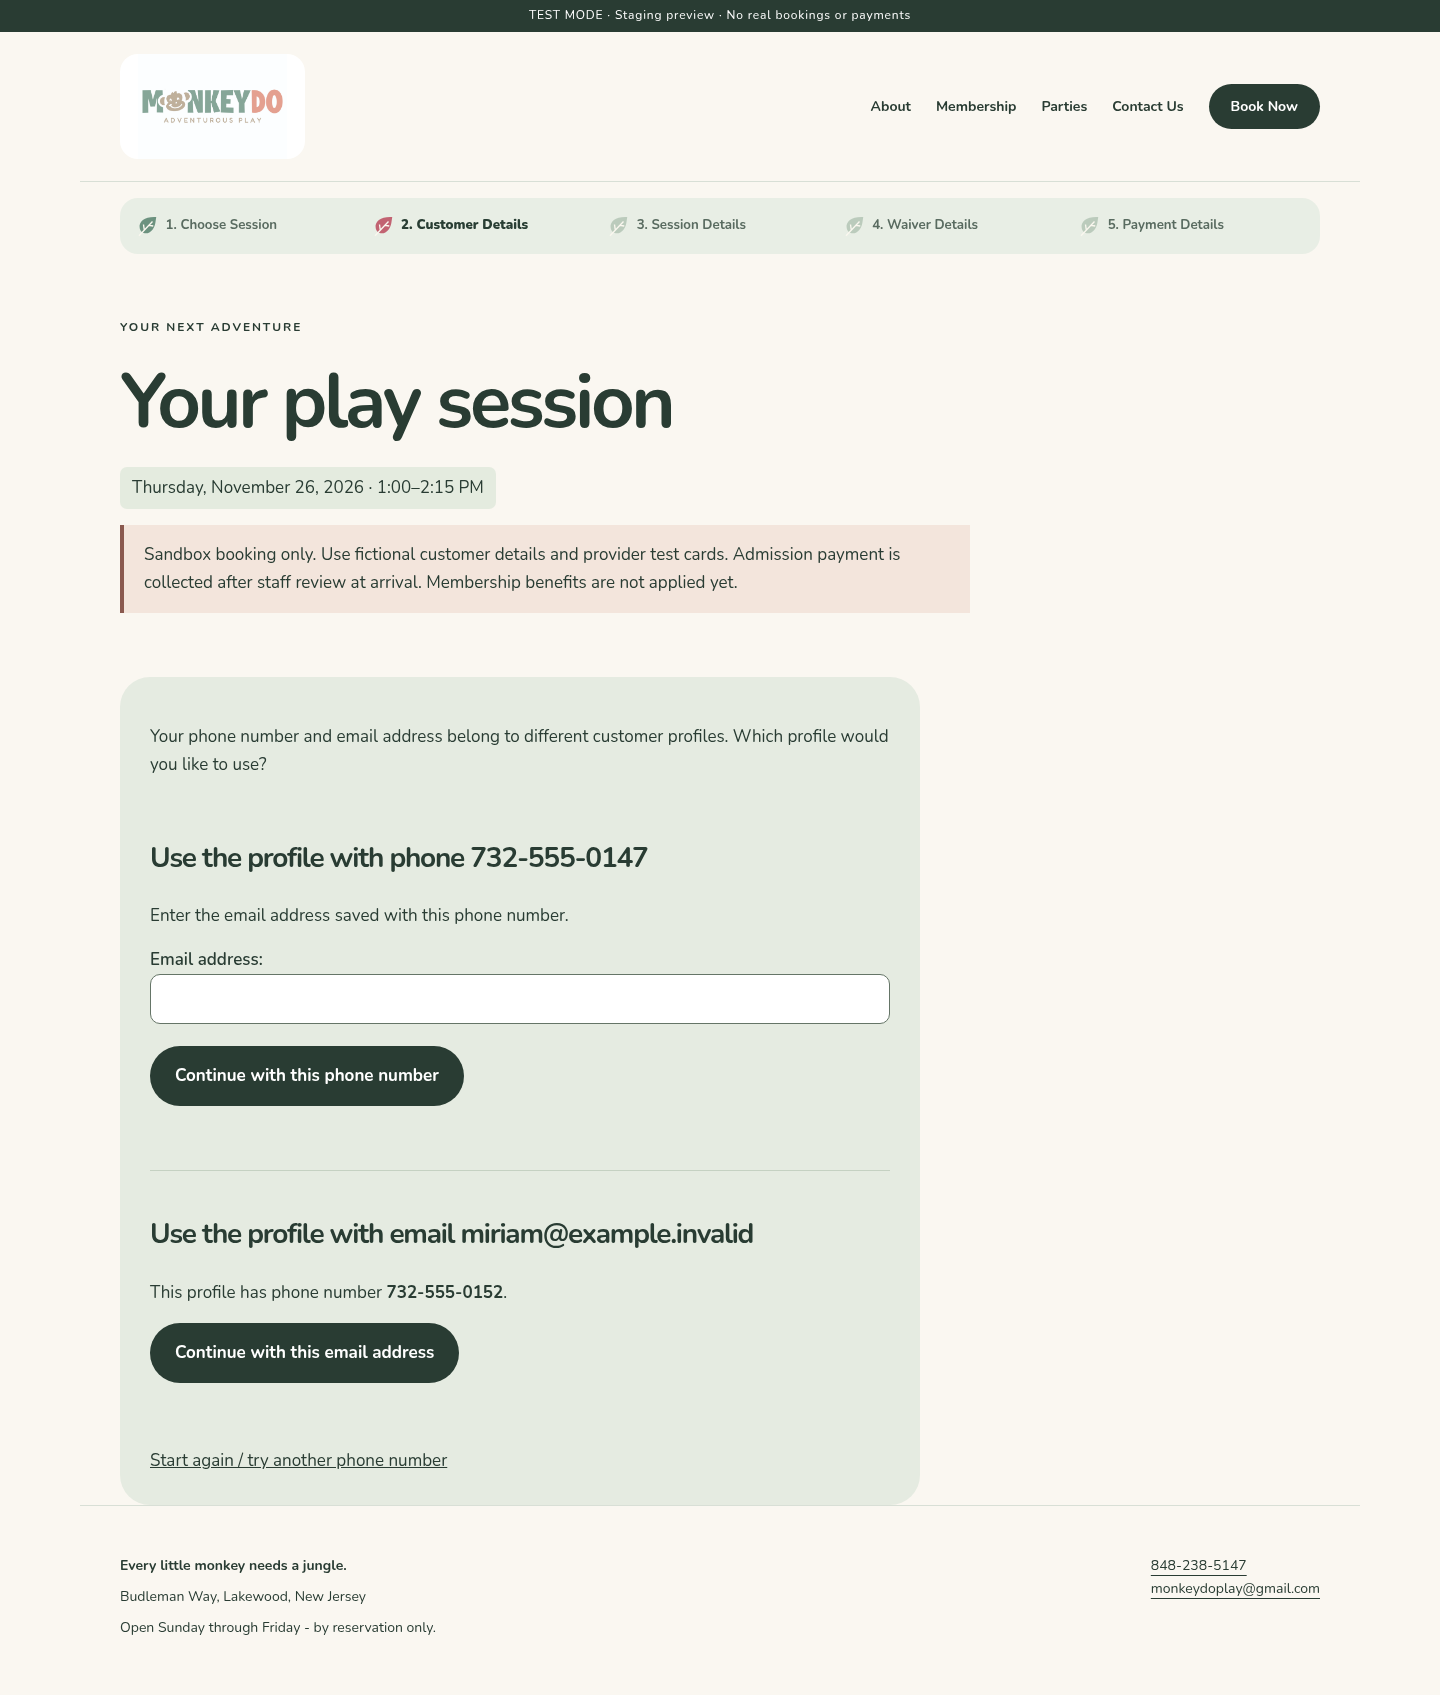 TEST MODE · Staging preview · No real bookings or payments
MONKEYDO
ADVENTUROUS PLAY
About
Membership
Parties
Contact Us
Book Now
1. Choose Session
2. Customer Details
3. Session Details
4. Waiver Details
5. Payment Details
YOUR NEXT ADVENTURE
Your play session
Thursday, November 26, 2026 · 1:00–2:15 PM
Sandbox booking only. Use fictional customer details and provider test cards. Admission payment is
collected after staff review at arrival. Membership benefits are not applied yet.
Your phone number and email address belong to different customer profiles. Which profile would
you like to use?
Use the profile with phone 732-555-0147
Enter the email address saved with this phone number.
Email address:
Continue with this phone number
Use the profile with email miriam@example.invalid
This profile has phone number 732-555-0152.
Continue with this email address
Start again / try another phone number
Every little monkey needs a jungle.
Budleman Way, Lakewood, New Jersey
Open Sunday through Friday - by reservation only.
848-238-5147
monkeydoplay@gmail.com